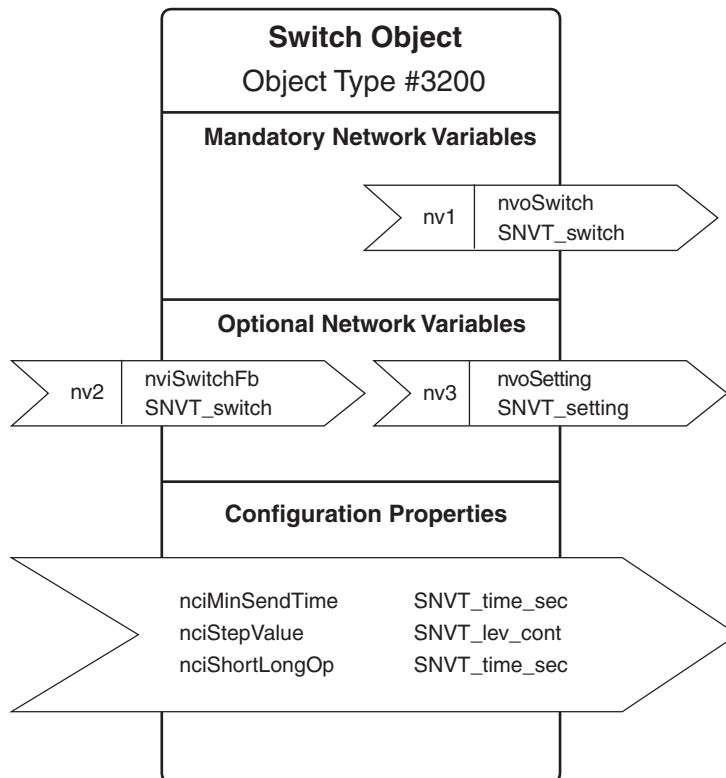 Switch Object
Object Type #3200
Mandatory Network Variables
nv1
nvoSwitch
SNVT_switch
Optional Network Variables
nv2
nviSwitchFb
SNVT_switch
nv3
nvoSetting
SNVT_setting
Configuration Properties
nciMinSendTime SNVT_time_sec
nciStepValue SNVT_lev_cont
nciShortLongOp SNVT_time_sec